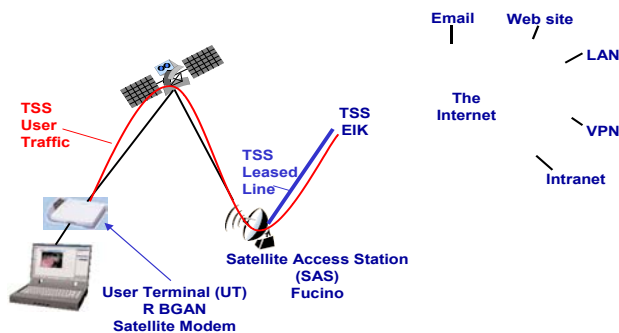 Email
Web site
LAN
The
Internet
VPN
Intranet
TSS
User
Traffic
TSS
EIK
TSS
Leased
Line
Satellite Access Station
(SAS)
Fucino
User Terminal (UT)
R BGAN
Satellite Modem